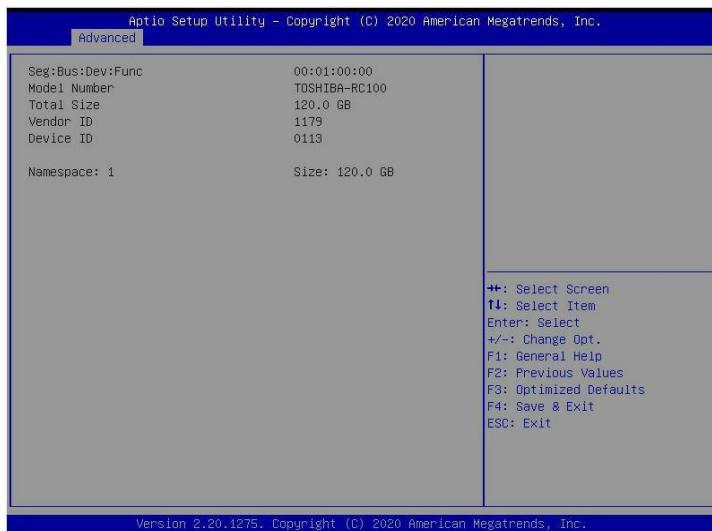 Aptio Setup Utility – Copyright (C) 2020 American Megatrends, Inc.
Advanced
Seg:Bus:Dev:Func 00:01:00:00
Model Number TOSHIBA-RC100
Total Size 120.0 GB
Vendor ID 1179
Device ID 0113
Namespace: 1 Size: 120.0 GB
→←: Select Screen
↑↓: Select Item
Enter: Select
+/-: Change Opt.
F1: General Help
F2: Previous Values
F3: Optimized Defaults
F4: Save & Exit
ESC: Exit
Version 2.20.1275. Copyright (C) 2020 American Megatrends, Inc.